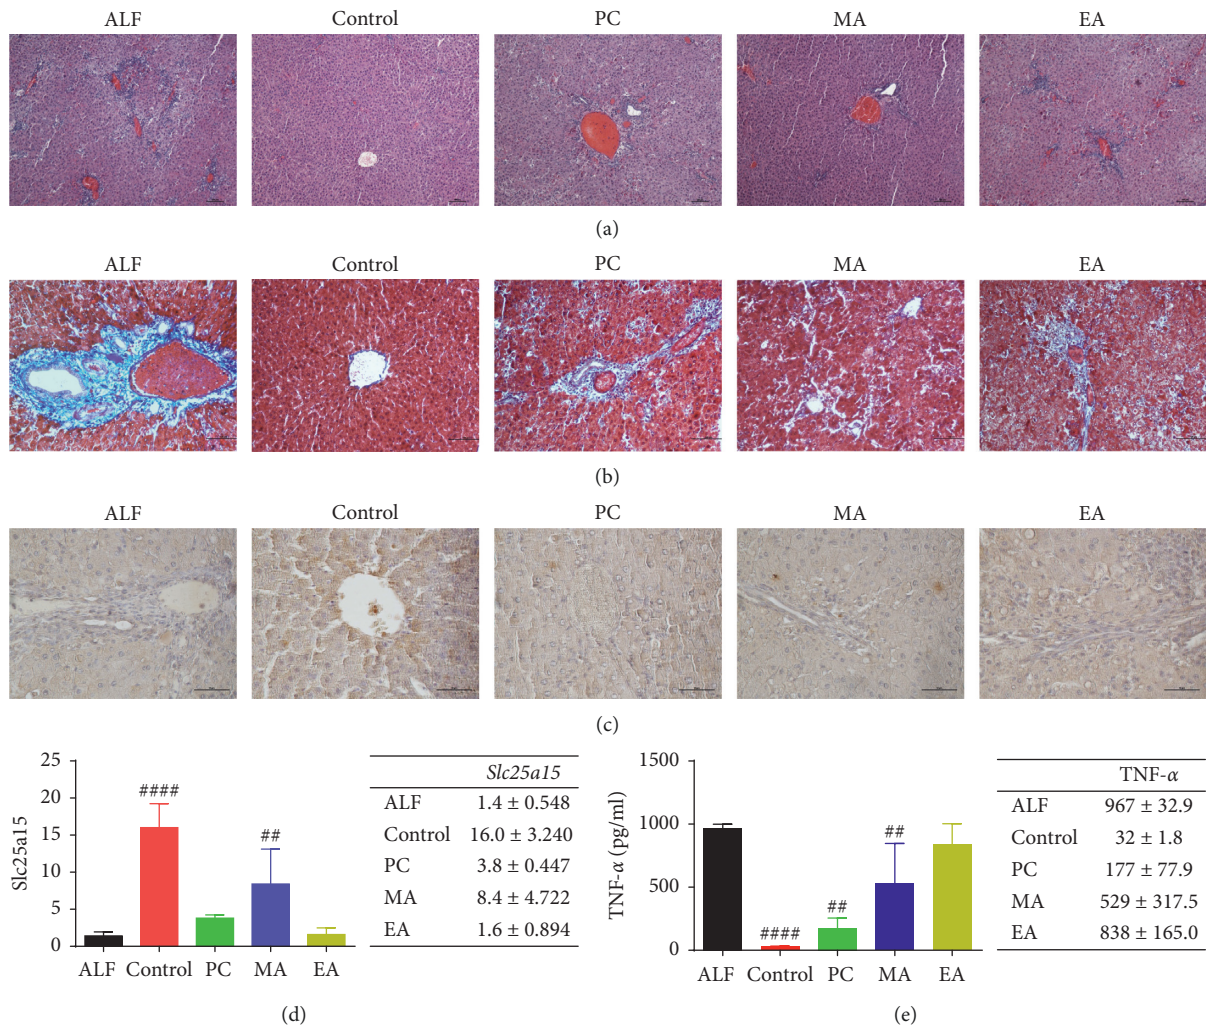 ALF Control PC MA EA
(a)
ALF Control PC MA EA
(b)
ALF Control PC MA EA
(c)
Slc25a15
25
20
15
10
5
0
####
##
ALF Control PC MA EA
Slc25a15
ALF 1.4 ± 0.548
Control 16.0 ± 3.240
PC 3.8 ± 0.447
MA 8.4 ± 4.722
EA 1.6 ± 0.894
(d)
TNF-α (pg/ml)
1500
1000
500
0
####
##
##
ALF Control PC MA EA
TNF-α
ALF 967 ± 32.9
Control 32 ± 1.8
PC 177 ± 77.9
MA 529 ± 317.5
EA 838 ± 165.0
(e)